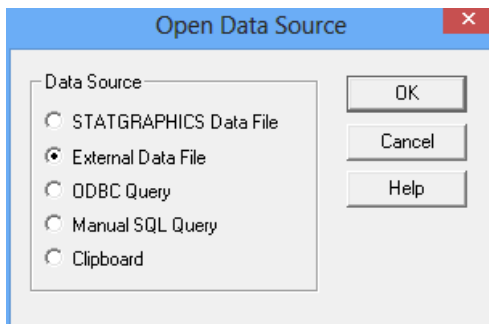 Open Data Source
Data Source
STATGRAPHICS Data File
External Data File
ODBC Query
Manual SQL Query
Clipboard
OK
Cancel
Help